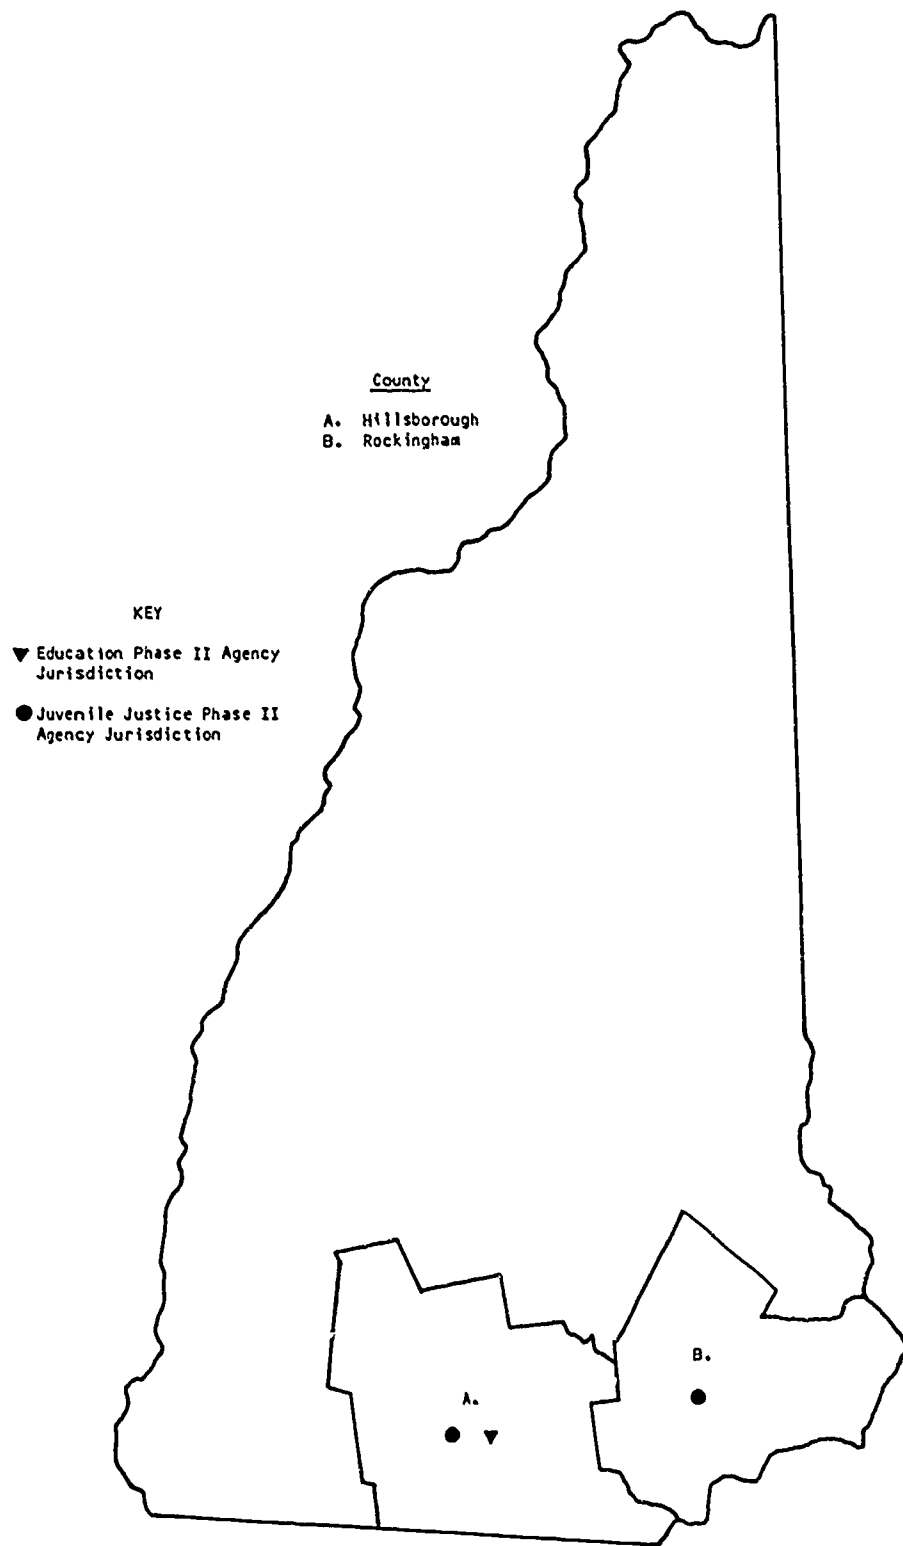 County
A. Hillsborough
B. Rockingham
KEY
Education Phase II Agency
Jurisdiction
Juvenile Justice Phase II
Agency Jurisdiction
B.
A.